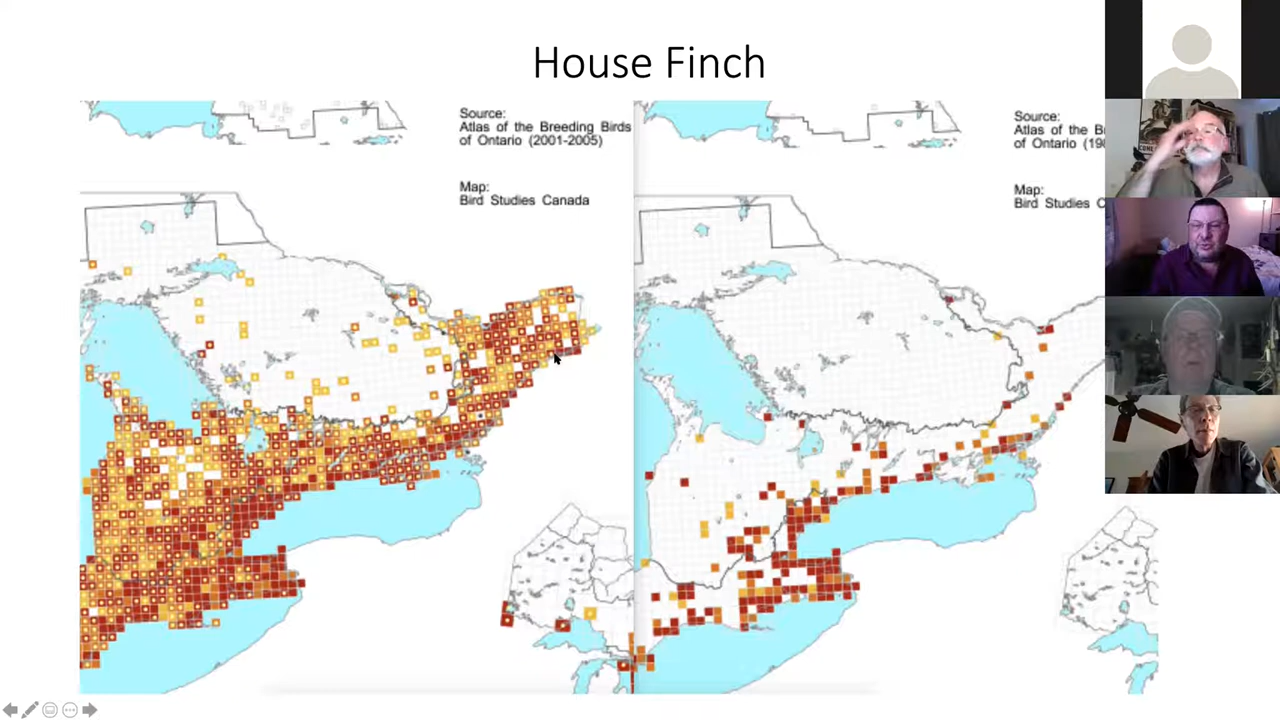 House Finch
Source:
Atlas of the Breeding Birds
of Ontario (2001-2005)
Map:
Bird Studies Canada
Source:
Atlas of the B
of Ontario (19
Map:
Bird Studies C